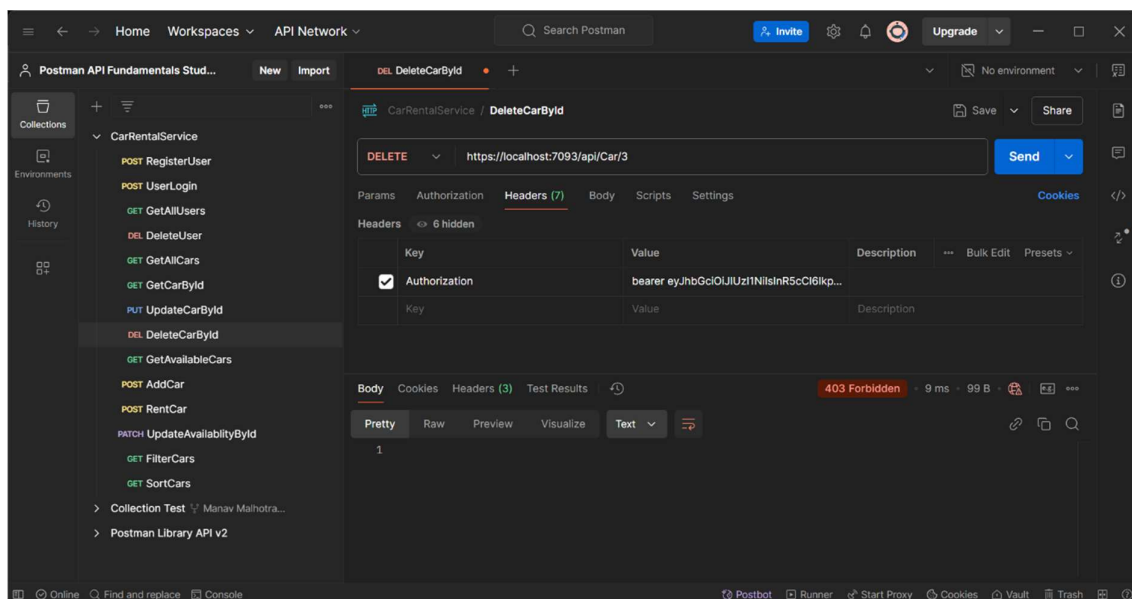 Home Workspaces API Network Search Postman Invite Upgrade
Postman API Fundamentals Stud... New Import DEL DeleteCarById + No environment
Collections
Environments
History
CarRentalService
POST RegisterUser
POST UserLogin
GET GetAllUsers
DEL DeleteUser
GET GetAllCars
GET GetCarById
PUT UpdateCarById
DEL DeleteCarById
GET GetAvailableCars
POST AddCar
POST RentCar
PATCH UpdateAvailablityById
GET FilterCars
GET SortCars
Collection Test Manav Malhotra...
Postman Library API v2
HTTP CarRentalService / DeleteCarById Save Share
DELETE https://localhost:7093/api/Car/3 Send
Params Authorization Headers (7) Body Scripts Settings Cookies
Headers 6 hidden
Key Value Description Bulk Edit Presets
Authorization bearer eyJhbGciOiJIUzI1NiIsInR5cCI6Ikp...
Key Value Description
Body Cookies Headers (3) Test Results 403 Forbidden 9 ms 99 B
Pretty Raw Preview Visualize Text
1
Online Find and replace Console Postbot Runner Start Proxy Cookies Vault Trash